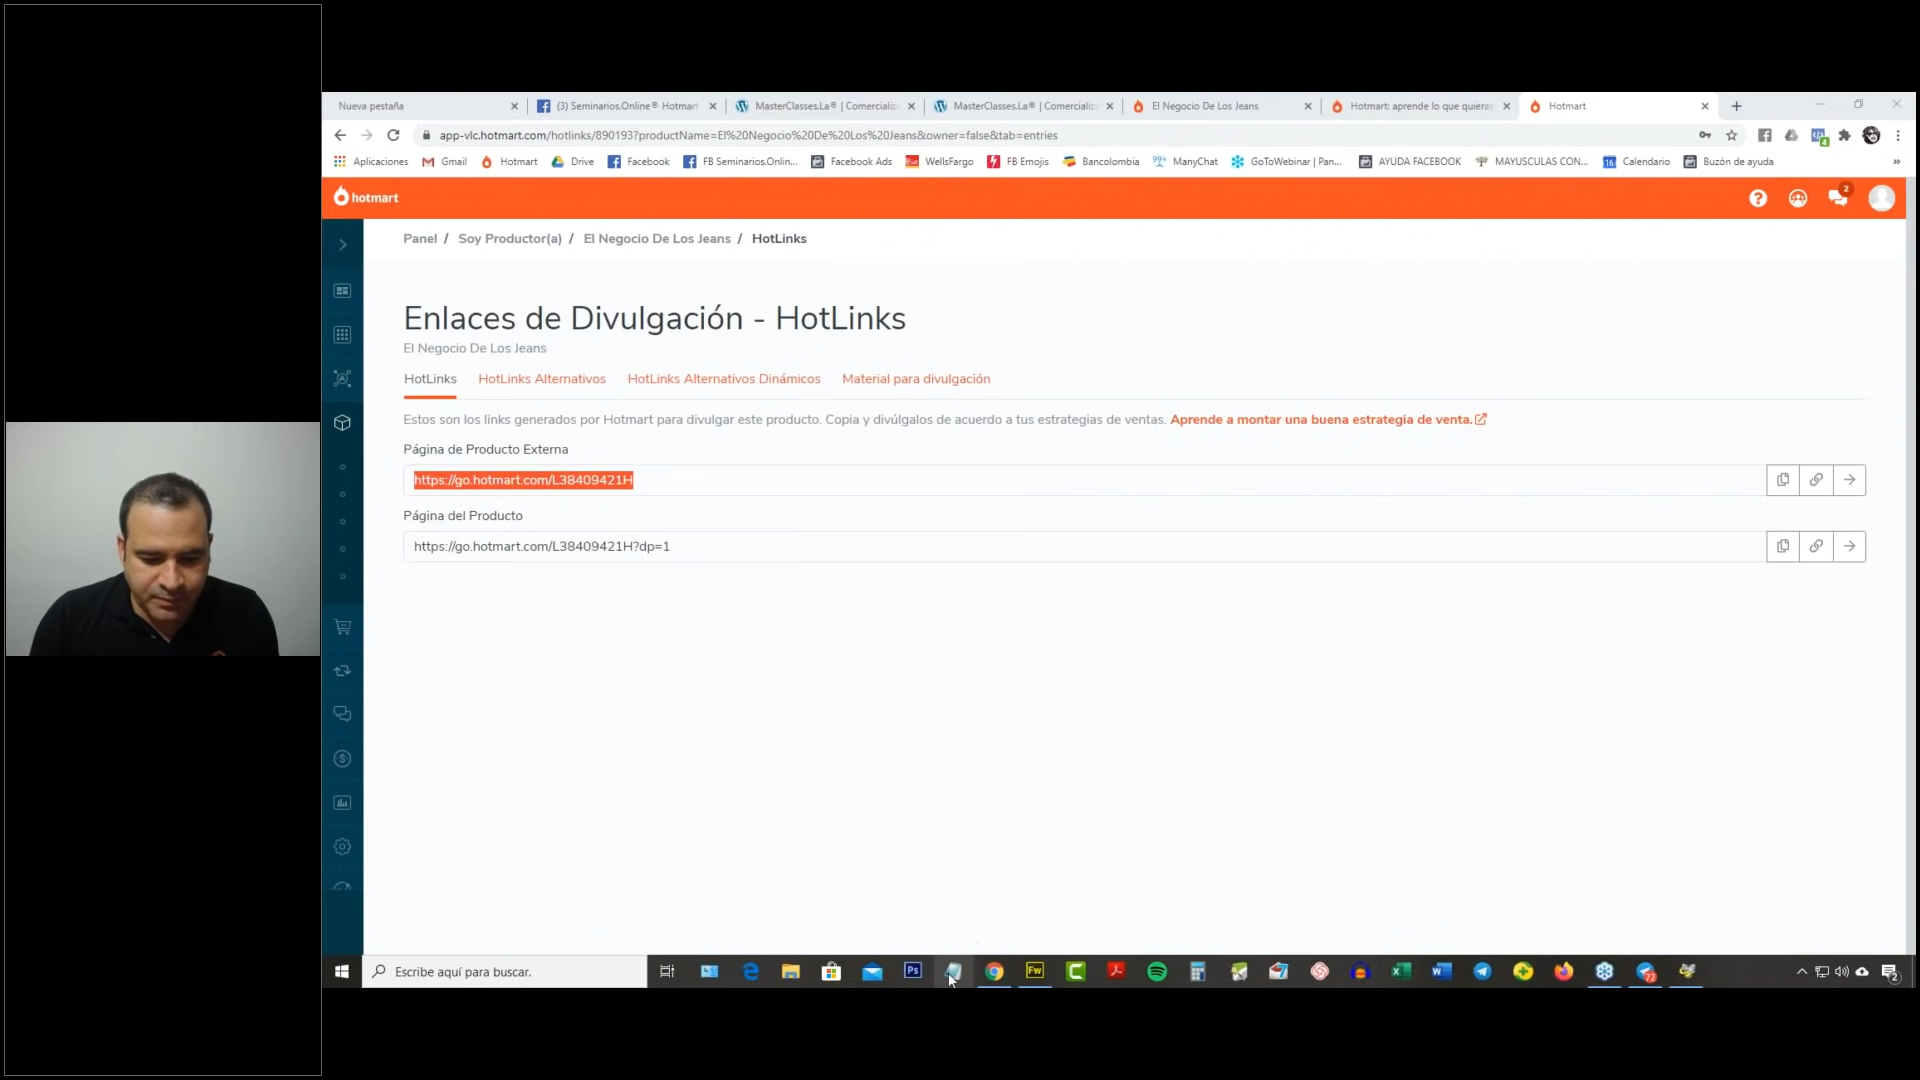 Nueva pestaña
(3) Seminarios.Online® Hotmart
MasterClasses.La® | Comercializ
MasterClasses.La® | Comercializ
El Negocio De Los Jeans
Hotmart: aprende lo que quieras
Hotmart
app-vlc.hotmart.com/hotlinks/890193?productName=El%20Negocio%20De%20Los%20Jeans&owner=false&tab=entries
Aplicaciones Gmail Hotmart Drive Facebook FB Seminarios.Onlin... Facebook Ads WellsFargo FB Emojis Bancolombia ManyChat GoToWebinar | Pan... AYUDA FACEBOOK MAYUSCULAS CON... 16 Calendario Buzón de ayuda »
hotmart
2
Panel / Soy Productor(a) / El Negocio De Los Jeans / HotLinks
Enlaces de Divulgación - HotLinks
El Negocio De Los Jeans
HotLinks HotLinks Alternativos HotLinks Alternativos Dinámicos Material para divulgación
Estos son los links generados por Hotmart para divulgar este producto. Copia y divúlgalos de acuerdo a tus estrategias de ventas. Aprende a montar una buena estrategia de venta.
Página de Producto Externa
https://go.hotmart.com/L38409421H
Página del Producto
https://go.hotmart.com/L38409421H?dp=1
Escribe aquí para buscar.
Ps
Fw
72
2